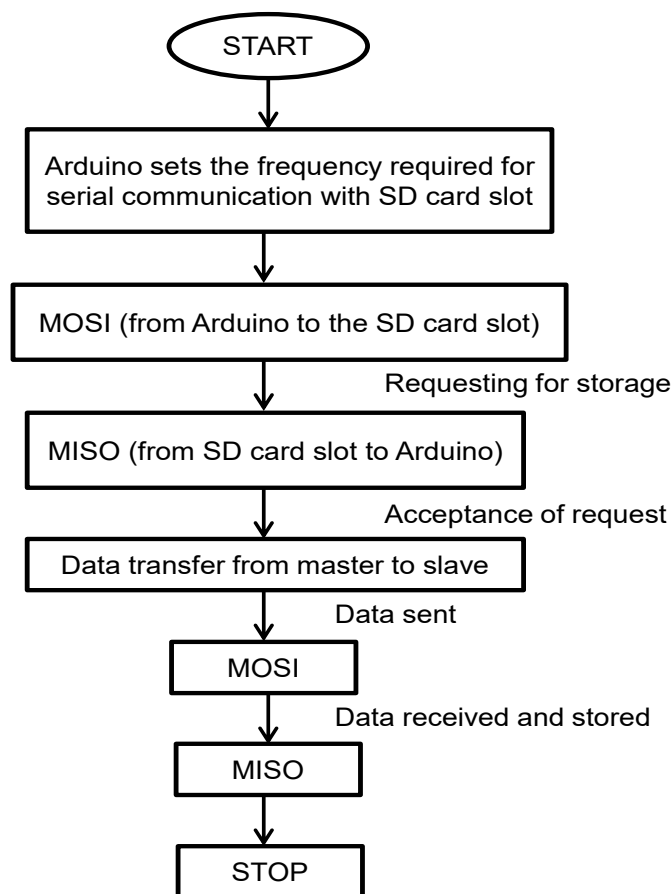 START
Arduino sets the frequency required for
serial communication with SD card slot
MOSI (from Arduino to the SD card slot)
Requesting for storage
MISO (from SD card slot to Arduino)
Acceptance of request
Data transfer from master to slave
Data sent
MOSI
Data received and stored
MISO
STOP